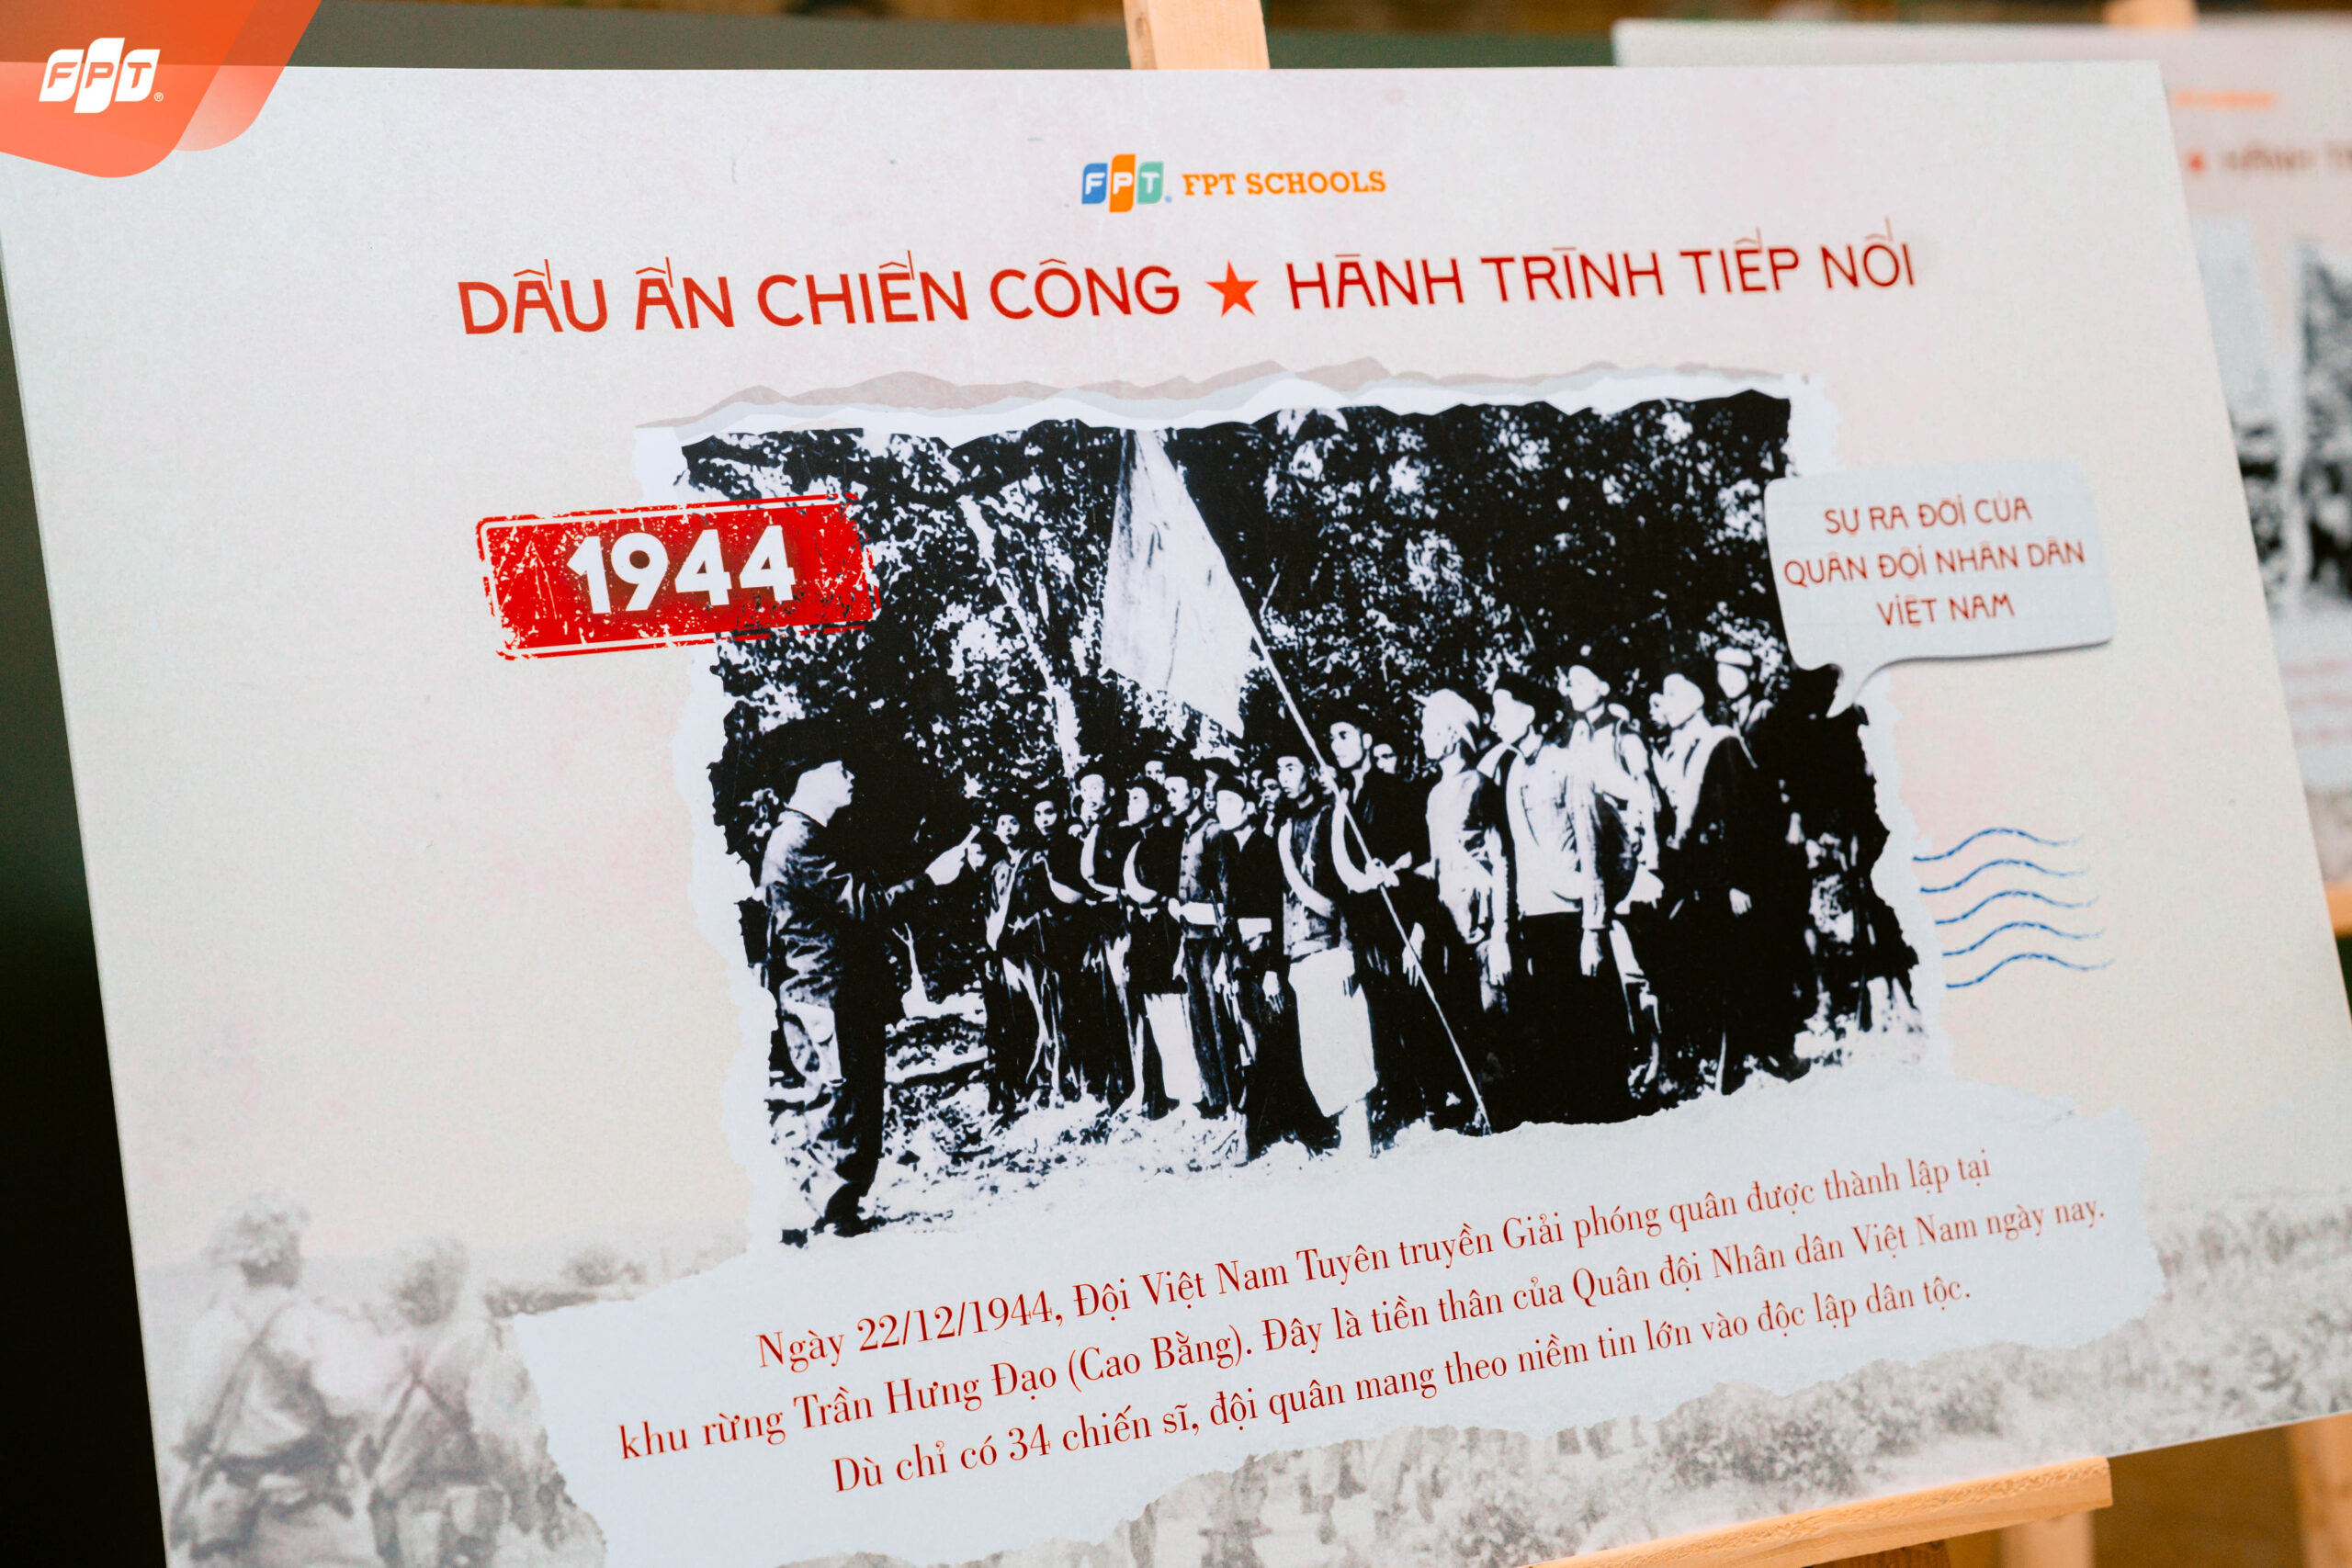 FPT
FPT FPT SCHOOLS
DẤU ẤN CHIẾN CÔNG ★ HÀNH TRÌNH TIẾP NỐI
1944
SỰ RA ĐỜI CỦA
QUÂN ĐỘI NHÂN DÂN
VIỆT NAM
Ngày 22/12/1944, Đội Việt Nam Tuyên truyền Giải phóng quân được thành lập tại
khu rừng Trần Hưng Đạo (Cao Bằng). Đây là tiền thân của Quân đội Nhân dân Việt Nam ngày nay.
Dù chỉ có 34 chiến sĩ, đội quân mang theo niềm tin lớn vào độc lập dân tộc.